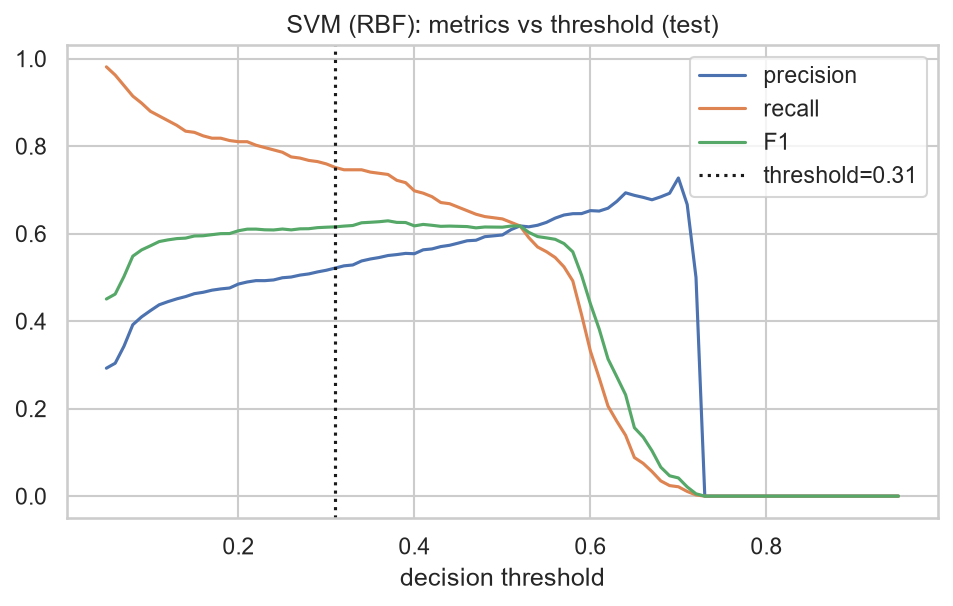 SVM (RBF): metrics vs threshold (test)
1.0
0.8
0.6
0.4
0.2
0.0
precision
recall
F1
threshold=0.31
0.2 0.4 0.6 0.8
decision threshold